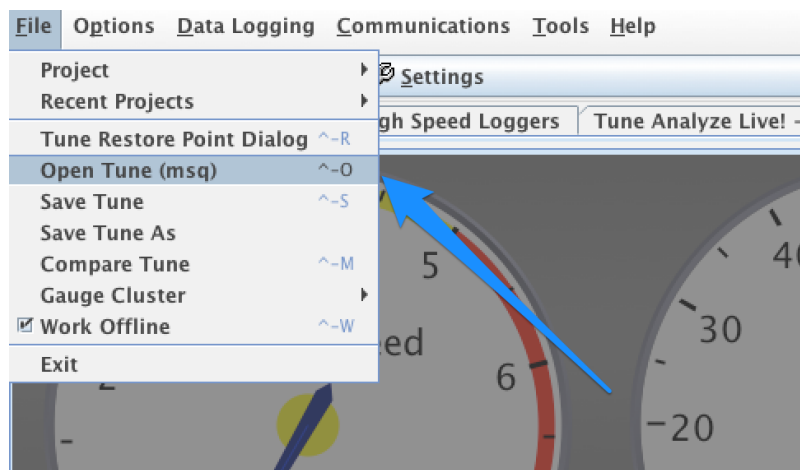 File Options Data Logging Communications Tools Help
Project
Settings
Recent Projects
gh Speed Loggers Tune Analyze Live! -
Tune Restore Point Dialog ^-R
Open Tune (msq) ^-O
Save Tune ^-S
Save Tune As
Compare Tune ^-M
Gauge Cluster
Work Offline ^-W
Exit
5
40
30
eed
6
2
-20